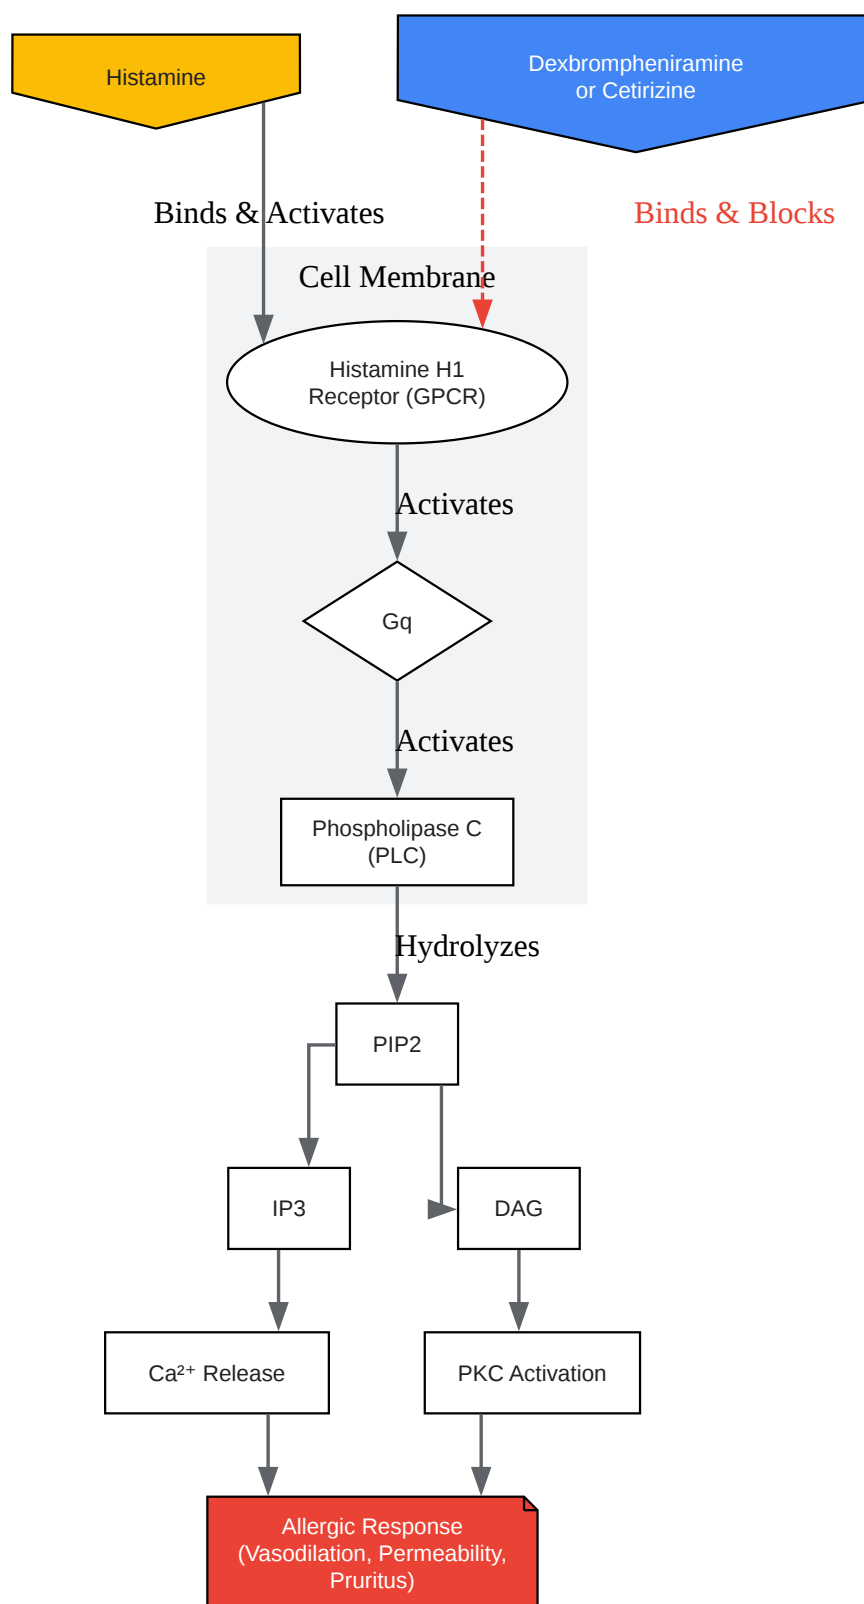 Histamine
Dexbrompheniramine
or Cetirizine
Binds & Activates
Binds & Blocks
Cell Membrane
Histamine H1
Receptor (GPCR)
Activates
Gq
Activates
Phospholipase C
(PLC)
Hydrolyzes
PIP2
IP3
DAG
Ca²⁺ Release
PKC Activation
Allergic Response
(Vasodilation, Permeability,
Pruritus)